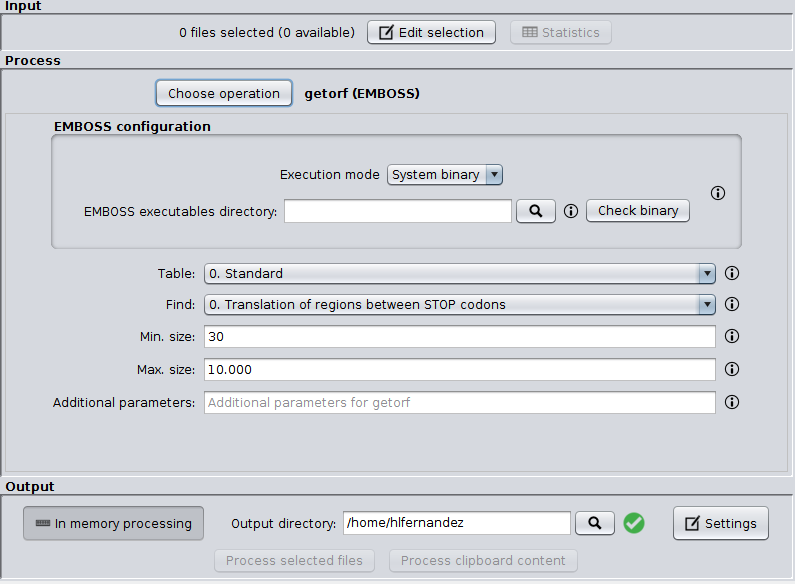 Input
0 files selected (0 available) Edit selection Statistics
Process
Choose operation getorf (EMBOSS)
EMBOSS configuration
Execution mode System binary
EMBOSS executables directory: Check binary
Table: 0. Standard
Find: 0. Translation of regions between STOP codons
Min. size: 30
Max. size: 10.000
Additional parameters: Additional parameters for getorf
Output
In memory processing Output directory: /home/hlfernandez Settings
Process selected files Process clipboard content